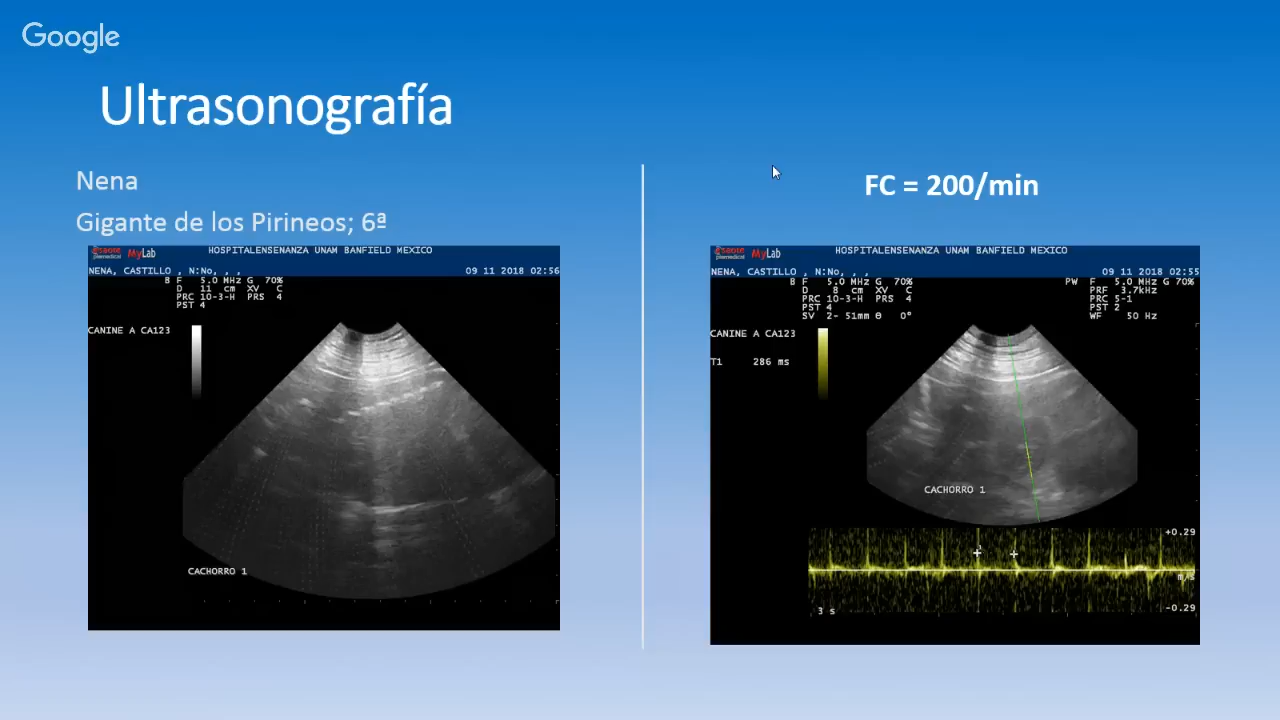 Google
Ultrasonografía
Nena
Gigante de los Pirineos; 6ª
FC = 200/min
esaote MyLab
HOSPITALENSENANZA UNAM BANFIELD MEXICO
NENA, CASTILLO , N:No, , , 09 11 2018 02:56
B F 5.0 MHz G 70%
D 11 cm XV C
PRC 10-3-H PRS 4
PST 4
CANINE A CA123
CACHORRO 1
MyLab
HOSPITALENSENANZA UNAM BANFIELD MEXICO
NENA, CASTILLO , N:No, , , 09 11 2018 02:55
B F 5.0 MHz G 70%
D 8 cm XV C
PRC 10-3-H PRS 4
PST 4
SV 2- 51mm θ 0°
PW F 5.0 MHz G 70%
PRF 3.7kHz
PRC 5-1
PST 2
WF 50 Hz
CANINE A CA123
T1 286 ms
CACHORRO 1
+0.29
m/s
-0.29
3 s